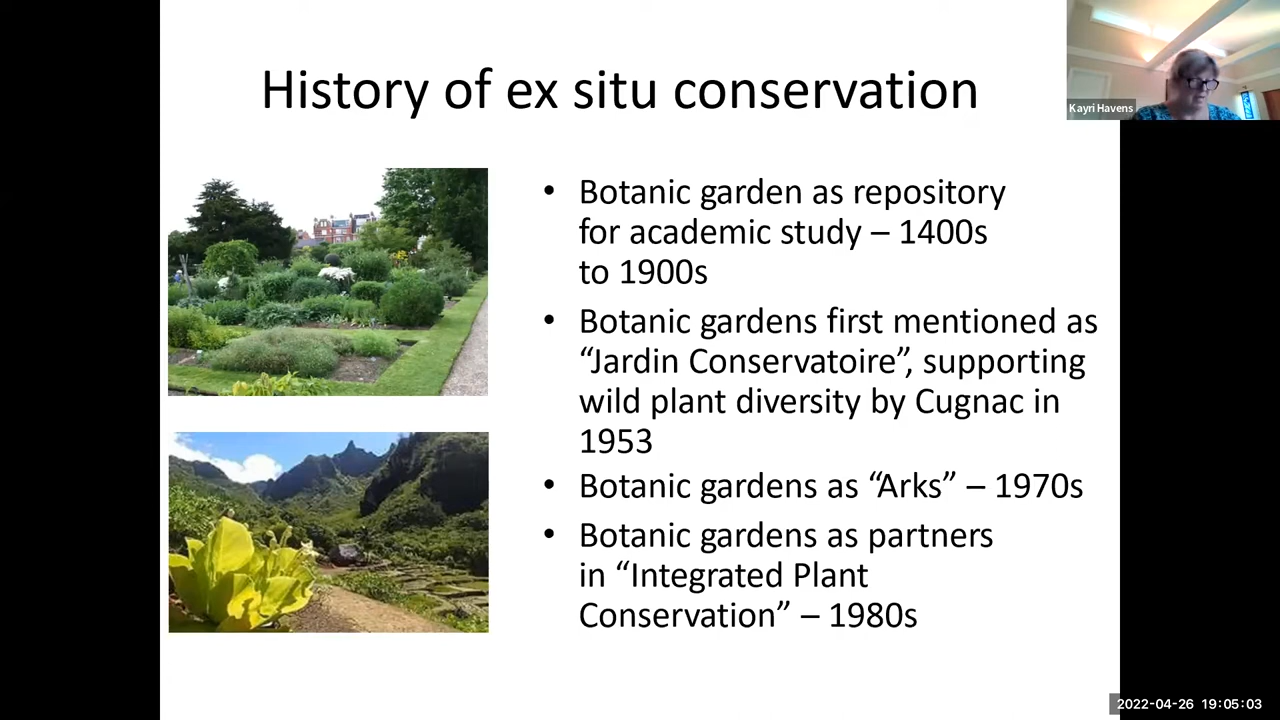 History of ex situ conservation
Kayri Havens
• Botanic garden as repository
for academic study – 1400s
to 1900s
• Botanic gardens first mentioned as
“Jardin Conservatoire”, supporting
wild plant diversity by Cugnac in
1953
• Botanic gardens as “Arks” – 1970s
• Botanic gardens as partners
in “Integrated Plant
Conservation” – 1980s
2022-04-26 19:05:03